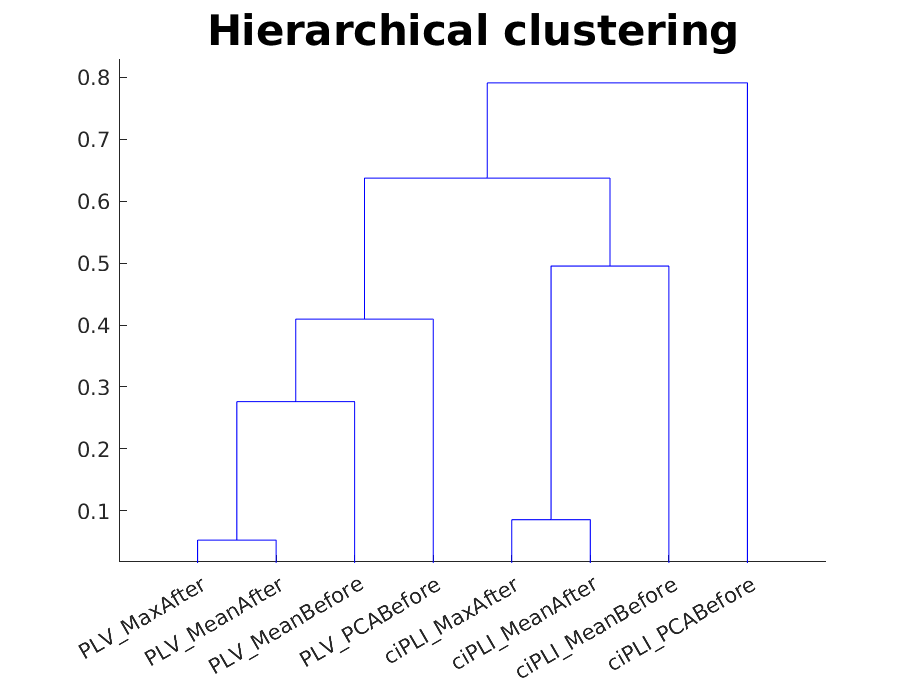 Hierarchical clustering
0.8
0.7
0.6
0.5
0.4
0.3
0.2
0.1
PLV_MaxAfter
PLV_MeanAfter
PLV_MeanBefore
PLV_PCABefore
ciPLI_MaxAfter
ciPLI_MeanAfter
ciPLI_MeanBefore
ciPLI_PCABefore